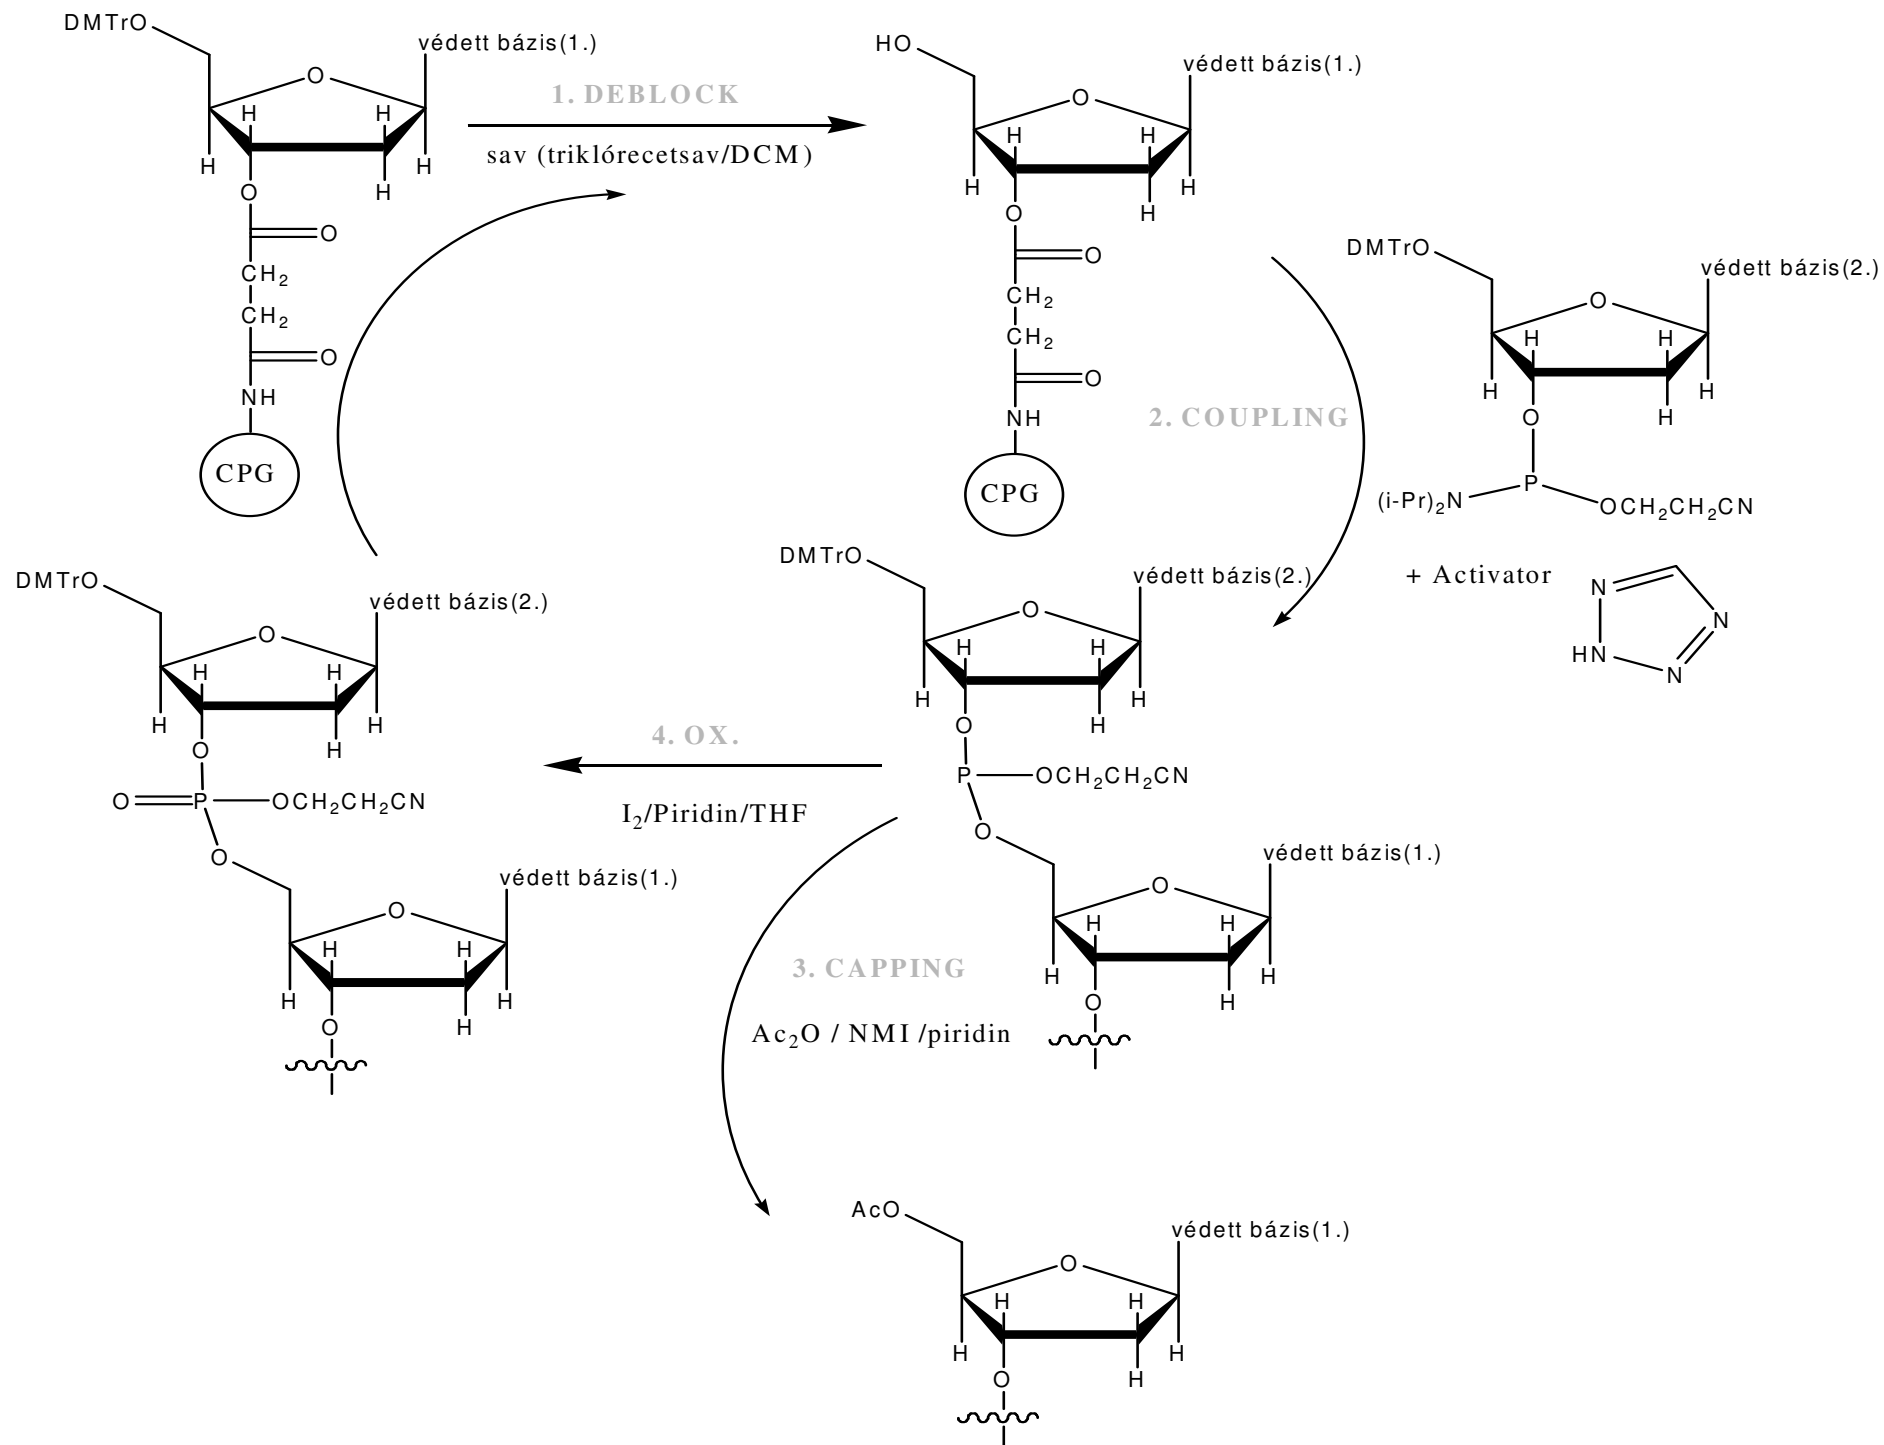 DMTrO
védett bázis(1.)
O
H
H
H
H
H
O
O
CH2
CH2
O
NH
CPG
1. DEBLOCK
sav (triklórecetsav/DCM)
HO
védett bázis(1.)
O
H
H
H
H
H
O
O
CH2
CH2
O
NH
CPG
2. COUPLING
DMTrO
védett bázis(2.)
O
H
H
H
H
H
O
P
(i-Pr)2N
OCH2CH2CN
+ Activator
N
N
N
HN
DMTrO
védett bázis(2.)
O
H
H
H
H
H
O
P
OCH2CH2CN
O
védett bázis(1.)
O
H
H
H
H
H
O
4. OX.
I2/Piridin/THF
DMTrO
védett bázis(2.)
O
H
H
H
H
H
O
O
P
OCH2CH2CN
O
védett bázis(1.)
O
H
H
H
H
H
O
3. CAPPING
Ac2O / NMI /piridin
AcO
védett bázis(1.)
O
H
H
H
H
H
O